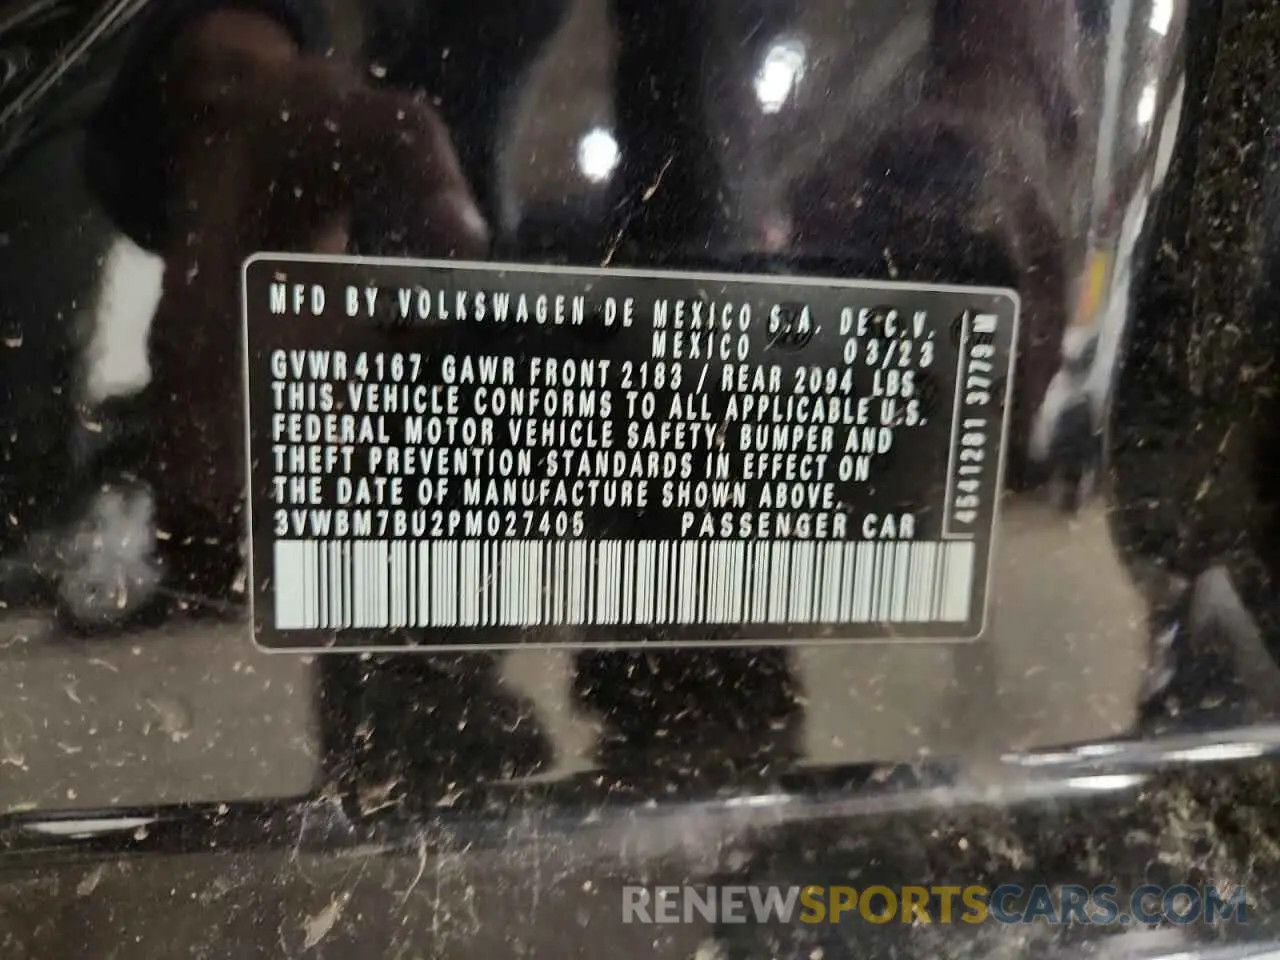 MFD BY VOLKSWAGEN DE MEXICO S.A. DE C.V.
MEXICO 03/23
GVWR 4167 GAWR FRONT 2183 / REAR 2094 LBS
THIS VEHICLE CONFORMS TO ALL APPLICABLE U.S.
FEDERAL MOTOR VEHICLE SAFETY, BUMPER AND
THEFT PREVENTION STANDARDS IN EFFECT ON
THE DATE OF MANUFACTURE SHOWN ABOVE.
3VWBM7BU2PM027405 PASSENGER CAR
4541281 3779 M
RENEWSPORTSCARS.COM